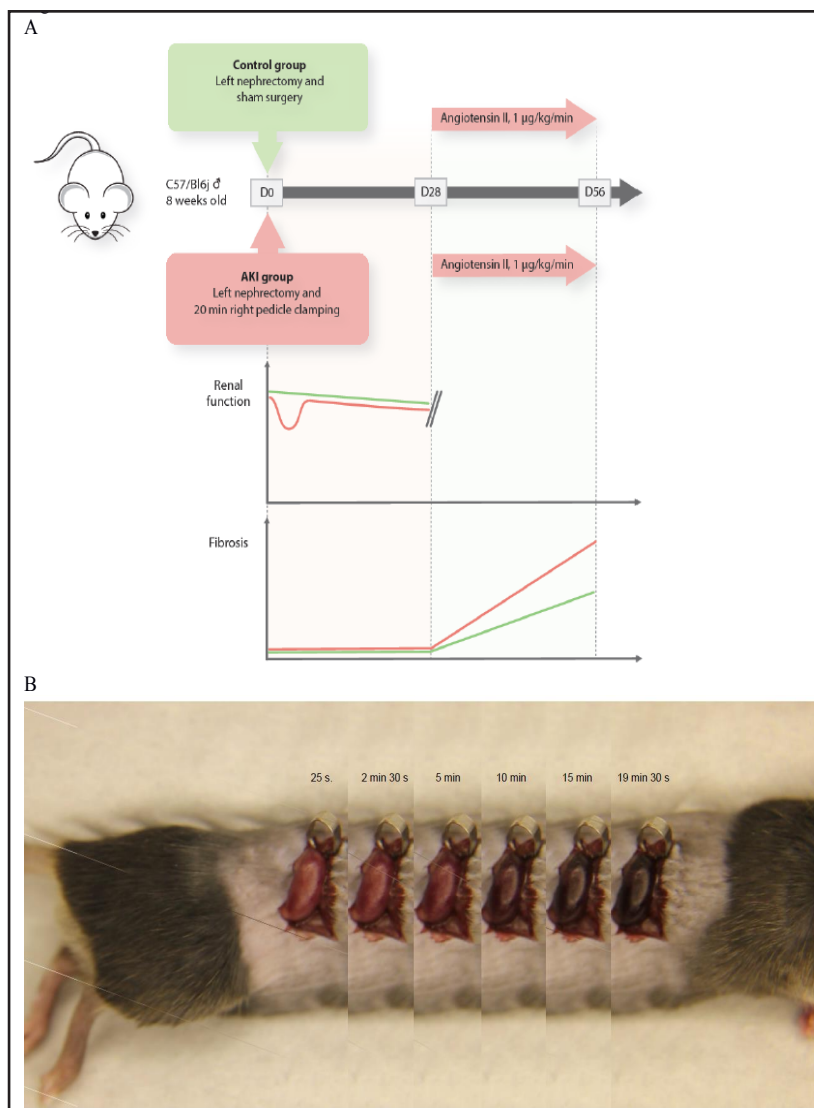 A
Control group
Left nephrectomy and
sham surgery
Angiotensin II, 1 µg/kg/min
C57/Bl6j ♂
8 weeks old
D0
D28
D56
Angiotensin II, 1 µg/kg/min
AKI group
Left nephrectomy and
20 min right pedicle clamping
Renal
function
Fibrosis
B
25 s.
2 min 30 s
5 min
10 min
15 min
19 min 30 s